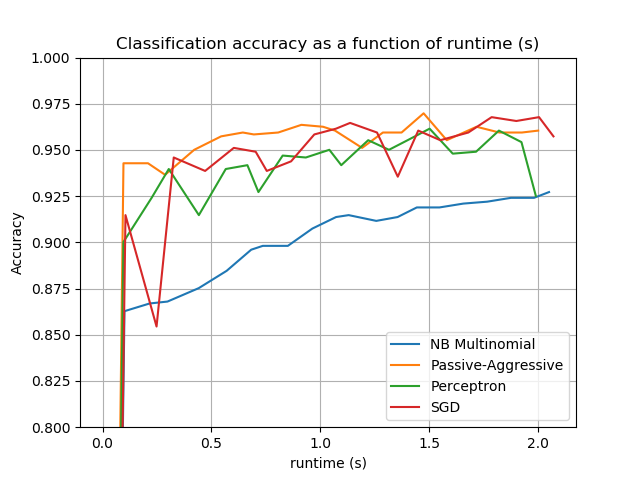 Classification accuracy as a function of runtime (s)
1.000
0.975
0.950
0.925
0.900
0.875
0.850
0.825
0.800
Accuracy
0.0 0.5 1.0 1.5 2.0
runtime (s)
NB Multinomial
Passive-Aggressive
Perceptron
SGD